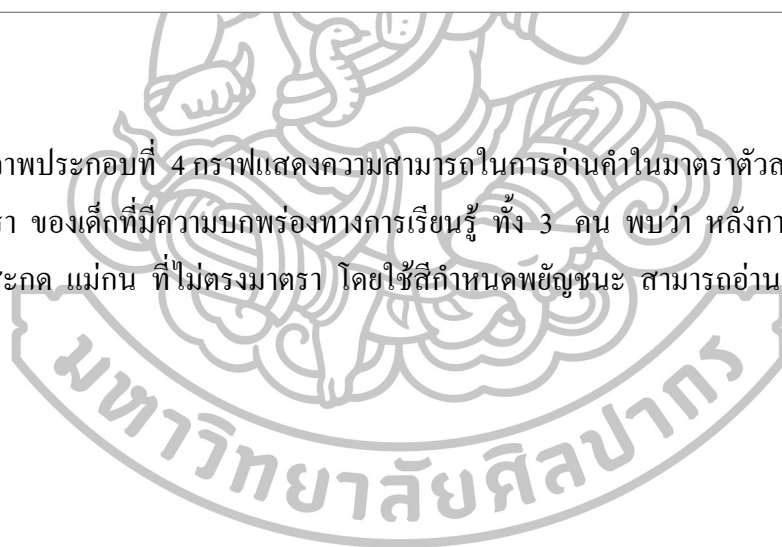 าพประกอบที่ 4 กราฟแสดงความสามารถในการอ่านคำในมาตราตัวส
รา ของเด็กที่มีความบกพร่องทางการเรียนรู้ ทั้ง 3 คน พบว่า หลังกา
ะกด แม่กน ที่ไม่ตรงมาตรา โดยใช้สีกำหนดพยัญชนะ สามารถอ่าน
มหาวิทยาลัยศิลปากร